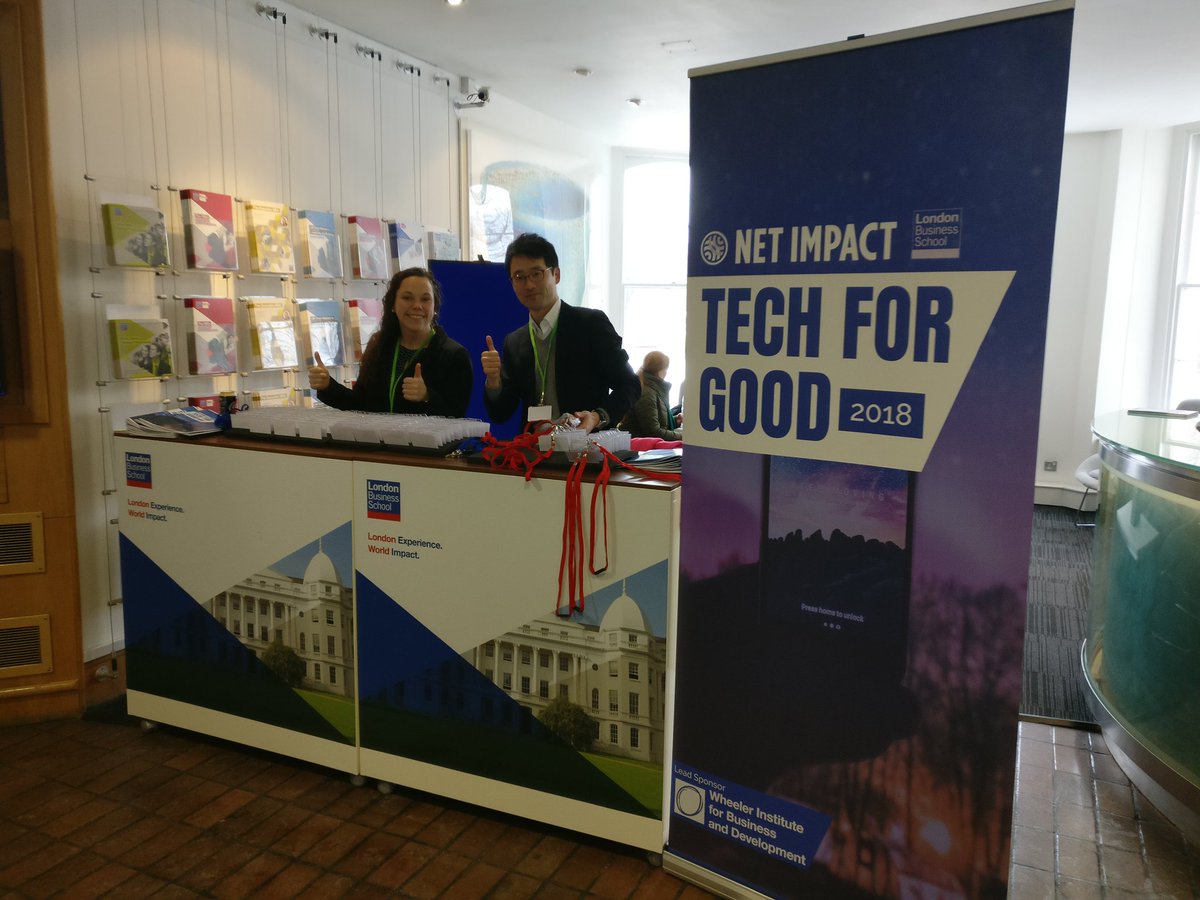 London
Business
School
London Experience.
World Impact.
London
Business
School
London Experience.
World Impact.
NET IMPACT
London
Business
School
TECH FOR
GOOD
2018
Press home to unlock
Lead Sponsor
Wheeler Institute
for Business
and Development